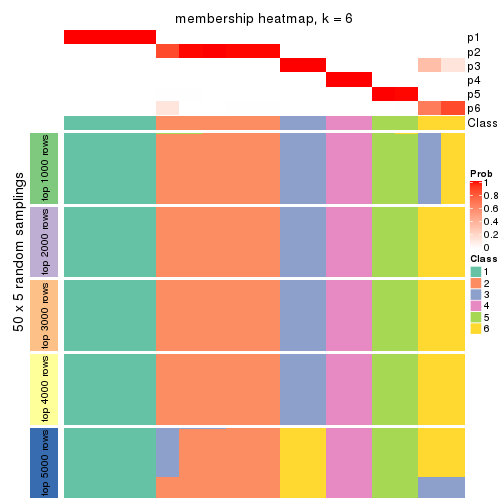 membership heatmap, k = 6
p1
p2
p3
p4
p5
p6
Class
50 x 5 random samplings
top 1000 rows
top 2000 rows
top 3000 rows
top 4000 rows
top 5000 rows
Prob
1
0.8
0.6
0.4
0.2
0
Class
1
2
3
4
5
6